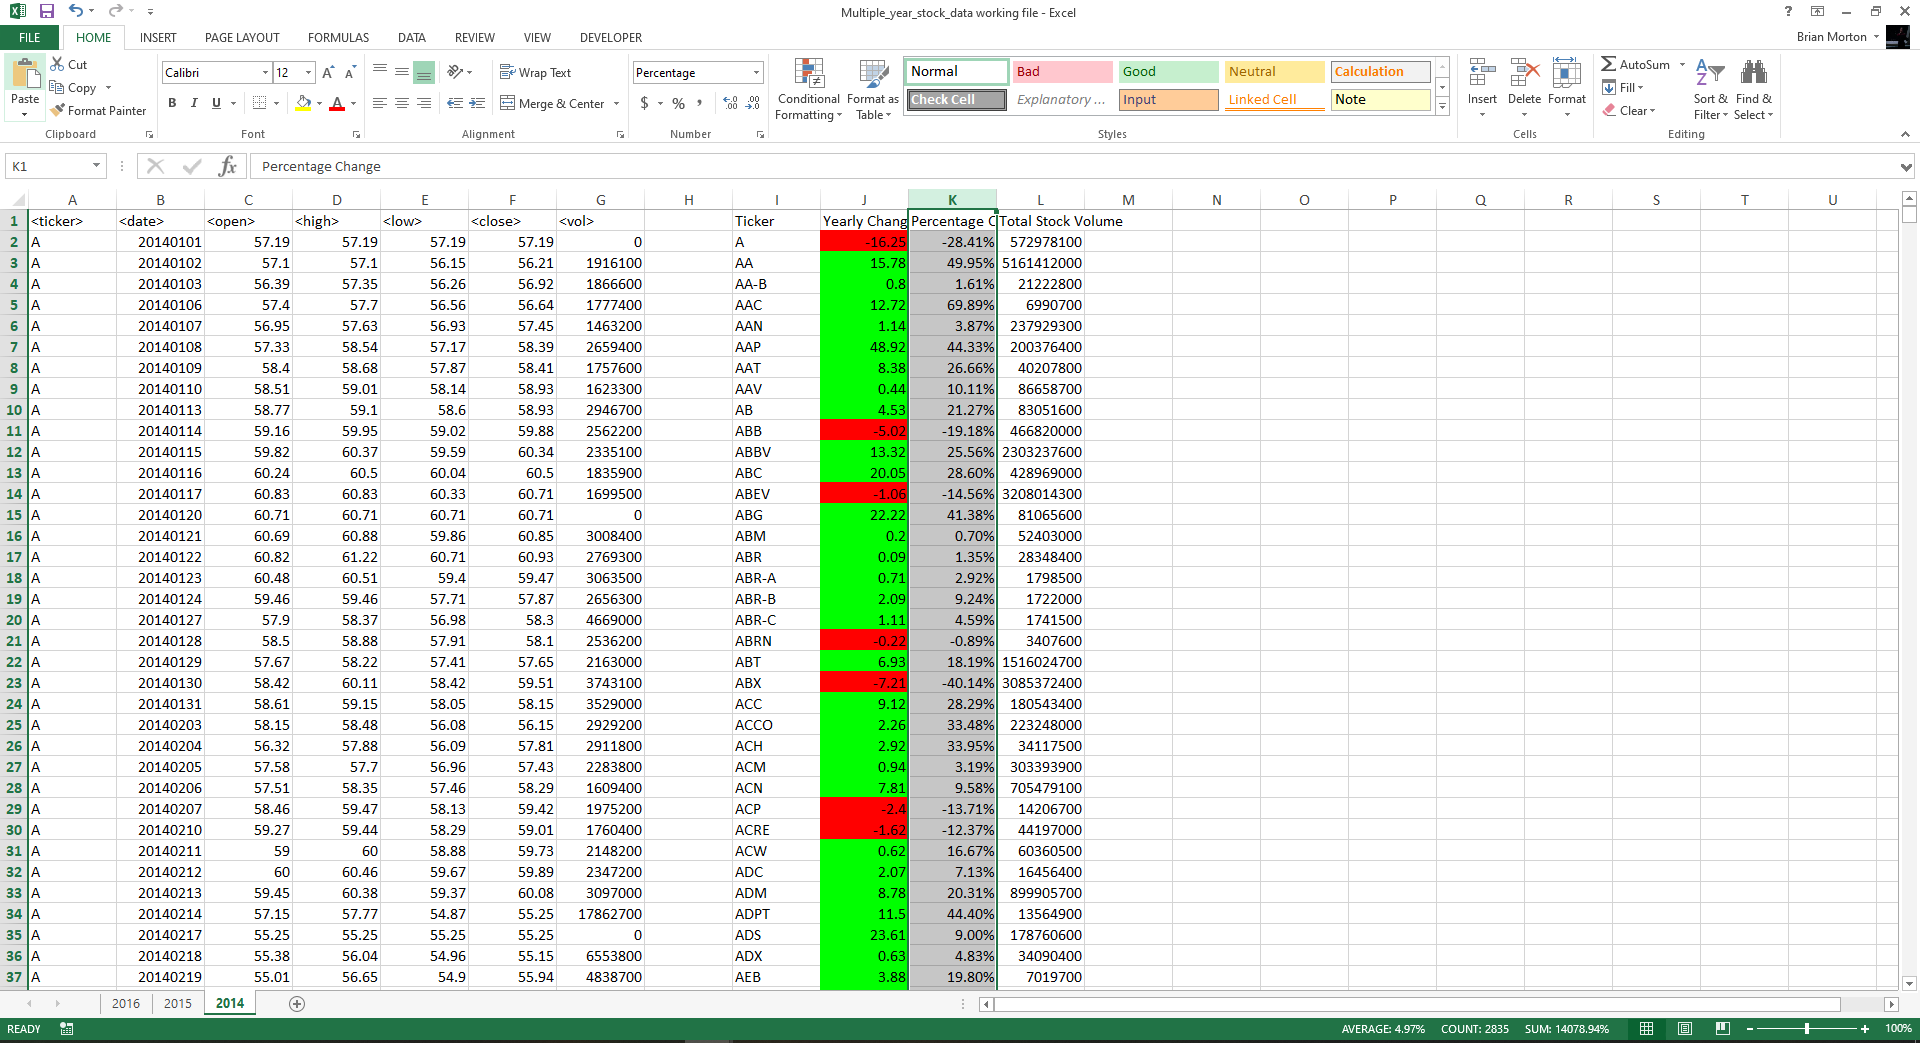 Multiple_year_stock_data working file - Excel
?
FILE HOME INSERT PAGE LAYOUT FORMULAS DATA REVIEW VIEW DEVELOPER Brian Morton
Paste
Cut
Copy
Format Painter
Clipboard
Calibri 12
B I U A
Font
Wrap Text
Merge & Center
Alignment
Percentage
$ % ,
Number
Conditional Formatting
Format as Table
Normal Bad Good Neutral Calculation
Check Cell Explanatory ... Input Linked Cell Note
Styles
Insert Delete Format
Cells
AutoSum
Fill
Clear
Sort & Filter
Find & Select
Editing
K1 fx Percentage Change
A B C D E F G H I J K L M N O P Q R S T U
1 <ticker> <date> <open> <high> <low> <close> <vol> Ticker Yearly Chang Percentage C Total Stock Volume
2 A 20140101 57.19 57.19 57.19 57.19 0 A -16.25 -28.41% 572978100
3 A 20140102 57.1 57.1 56.15 56.21 1916100 AA 15.78 49.95% 5161412000
4 A 20140103 56.39 57.35 56.26 56.92 1866600 AA-B 0.8 1.61% 21222800
5 A 20140106 57.4 57.7 56.56 56.64 1777400 AAC 12.72 69.89% 6990700
6 A 20140107 56.95 57.63 56.93 57.45 1463200 AAN 1.14 3.87% 237929300
7 A 20140108 57.33 58.54 57.17 58.39 2659400 AAP 48.92 44.33% 200376400
8 A 20140109 58.4 58.68 57.87 58.41 1757600 AAT 8.38 26.66% 40207800
9 A 20140110 58.51 59.01 58.14 58.93 1623300 AAV 0.44 10.11% 86658700
10 A 20140113 58.77 59.1 58.6 58.93 2946700 AB 4.53 21.27% 83051600
11 A 20140114 59.16 59.95 59.02 59.88 2562200 ABB -5.02 -19.18% 466820000
12 A 20140115 59.82 60.37 59.59 60.34 2335100 ABBV 13.32 25.56% 2303237600
13 A 20140116 60.24 60.5 60.04 60.5 1835900 ABC 20.05 28.60% 428969000
14 A 20140117 60.83 60.83 60.33 60.71 1699500 ABEV -1.06 -14.56% 3208014300
15 A 20140120 60.71 60.71 60.71 60.71 0 ABG 22.22 41.38% 81065600
16 A 20140121 60.69 60.88 59.86 60.85 3008400 ABM 0.2 0.70% 52403000
17 A 20140122 60.82 61.22 60.71 60.93 2769300 ABR 0.09 1.35% 28348400
18 A 20140123 60.48 60.51 59.4 59.47 3063500 ABR-A 0.71 2.92% 1798500
19 A 20140124 59.46 59.46 57.71 57.87 2656300 ABR-B 2.09 9.24% 1722000
20 A 20140127 57.9 58.37 56.98 58.3 4669000 ABR-C 1.11 4.59% 1741500
21 A 20140128 58.5 58.88 57.91 58.1 2536200 ABRN -0.22 -0.89% 3407600
22 A 20140129 57.67 58.22 57.41 57.65 2163000 ABT 6.93 18.19% 1516024700
23 A 20140130 58.42 60.11 58.42 59.51 3743100 ABX -7.21 -40.14% 3085372400
24 A 20140131 58.61 59.15 58.05 58.15 3529000 ACC 9.12 28.29% 180543400
25 A 20140203 58.15 58.48 56.08 56.15 2929200 ACCO 2.26 33.48% 223248000
26 A 20140204 56.32 57.88 56.09 57.81 2911800 ACH 2.92 33.95% 34117500
27 A 20140205 57.58 57.7 56.96 57.43 2283800 ACM 0.94 3.19% 303393900
28 A 20140206 57.51 58.35 57.46 58.29 1609400 ACN 7.81 9.58% 705479100
29 A 20140207 58.46 59.47 58.13 59.42 1975200 ACP -2.4 -13.71% 14206700
30 A 20140210 59.27 59.44 58.29 59.01 1760400 ACRE -1.62 -12.37% 44197000
31 A 20140211 59 60 58.88 59.73 2148200 ACW 0.62 16.67% 60360500
32 A 20140212 60 60.46 59.67 59.89 2347200 ADC 2.07 7.13% 16456400
33 A 20140213 59.45 60.38 59.37 60.08 3097000 ADM 8.78 20.31% 899905700
34 A 20140214 57.15 57.77 54.87 55.25 17862700 ADPT 11.5 44.40% 13564900
35 A 20140217 55.25 55.25 55.25 55.25 0 ADS 23.61 9.00% 178760600
36 A 20140218 55.38 56.04 54.96 55.15 6553800 ADX 0.63 4.83% 34090400
37 A 20140219 55.01 56.65 54.9 55.94 4838700 AEB 3.88 19.80% 7019700
2016 2015 2014
READY AVERAGE: 4.97% COUNT: 2835 SUM: 14078.94% 100%